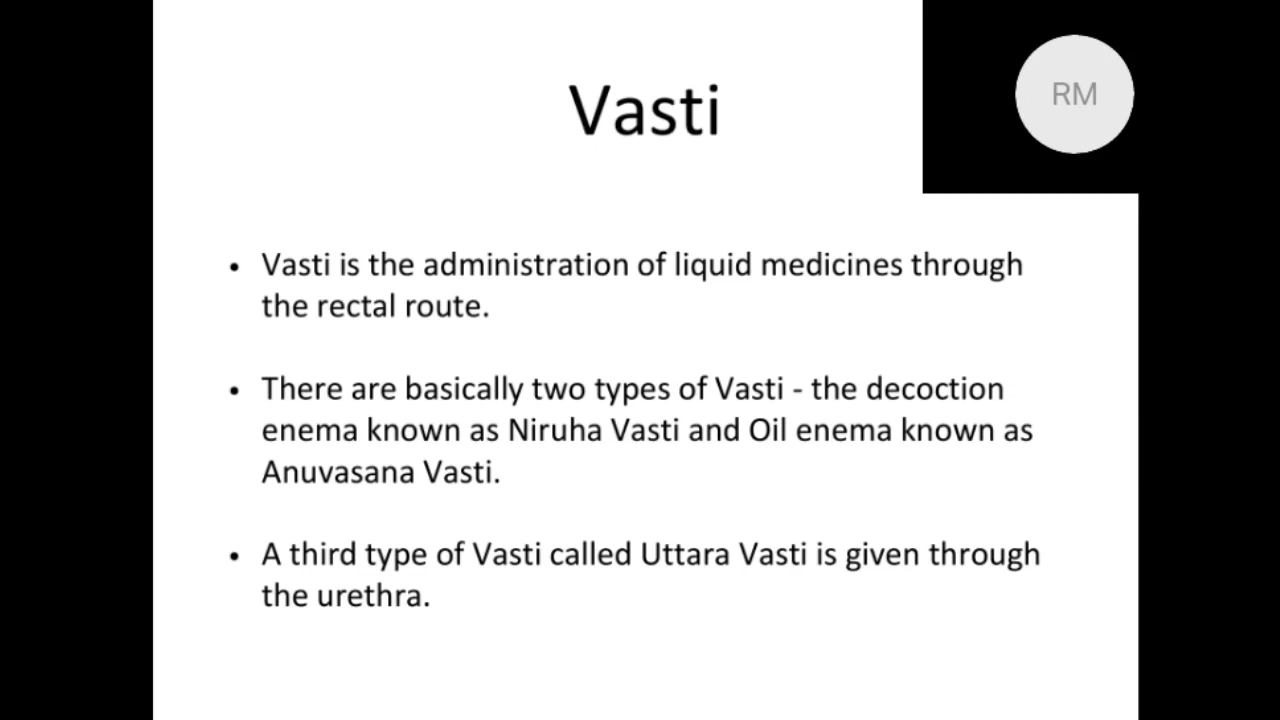 Vasti
RM
• Vasti is the administration of liquid medicines through
the rectal route.
• There are basically two types of Vasti - the decoction
enema known as Niruha Vasti and Oil enema known as
Anuvasana Vasti.
• A third type of Vasti called Uttara Vasti is given through
the urethra.